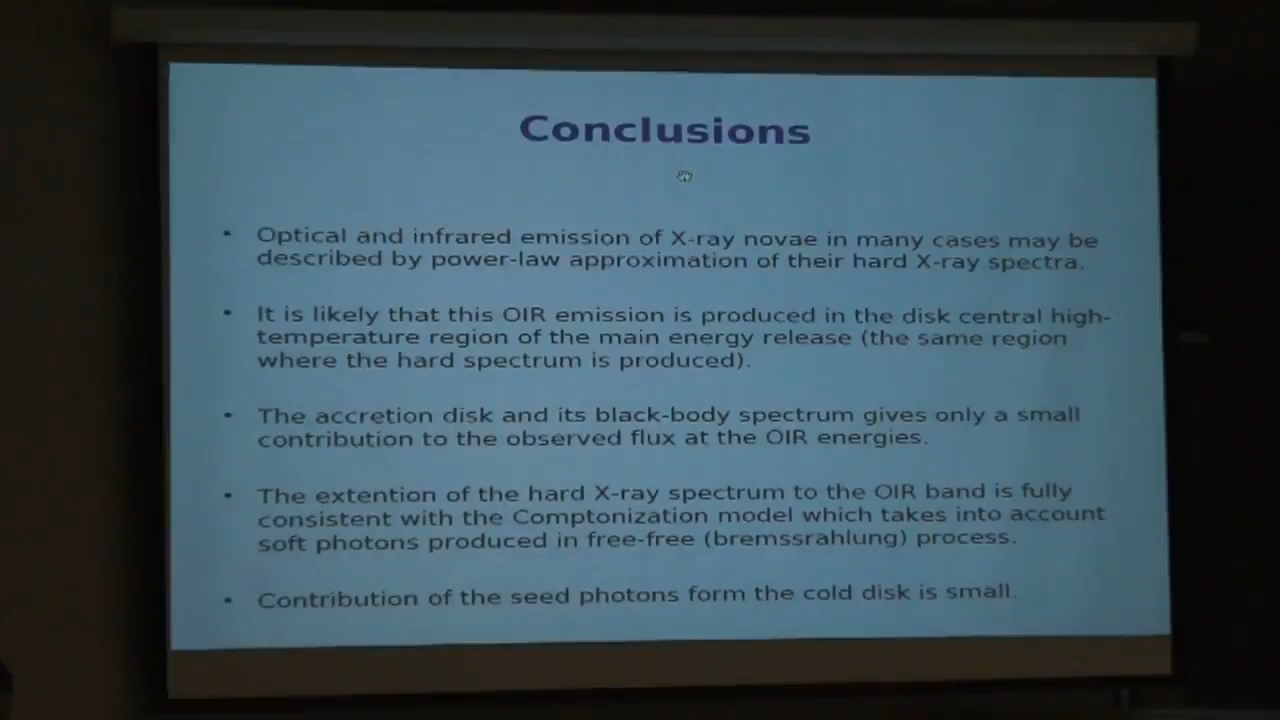 Conclusions
• Optical and infrared emission of X-ray novae in many cases may be
described by power-law approximation of their hard X-ray spectra.
• It is likely that this OIR emission is produced in the disk central high-
temperature region of the main energy release (the same region
where the hard spectrum is produced).
• The accretion disk and its black-body spectrum gives only a small
contribution to the observed flux at the OIR energies.
• The extention of the hard X-ray spectrum to the OIR band is fully
consistent with the Comptonization model which takes into account
soft photons produced in free-free (bremssrahlung) process.
• Contribution of the seed photons form the cold disk is small.